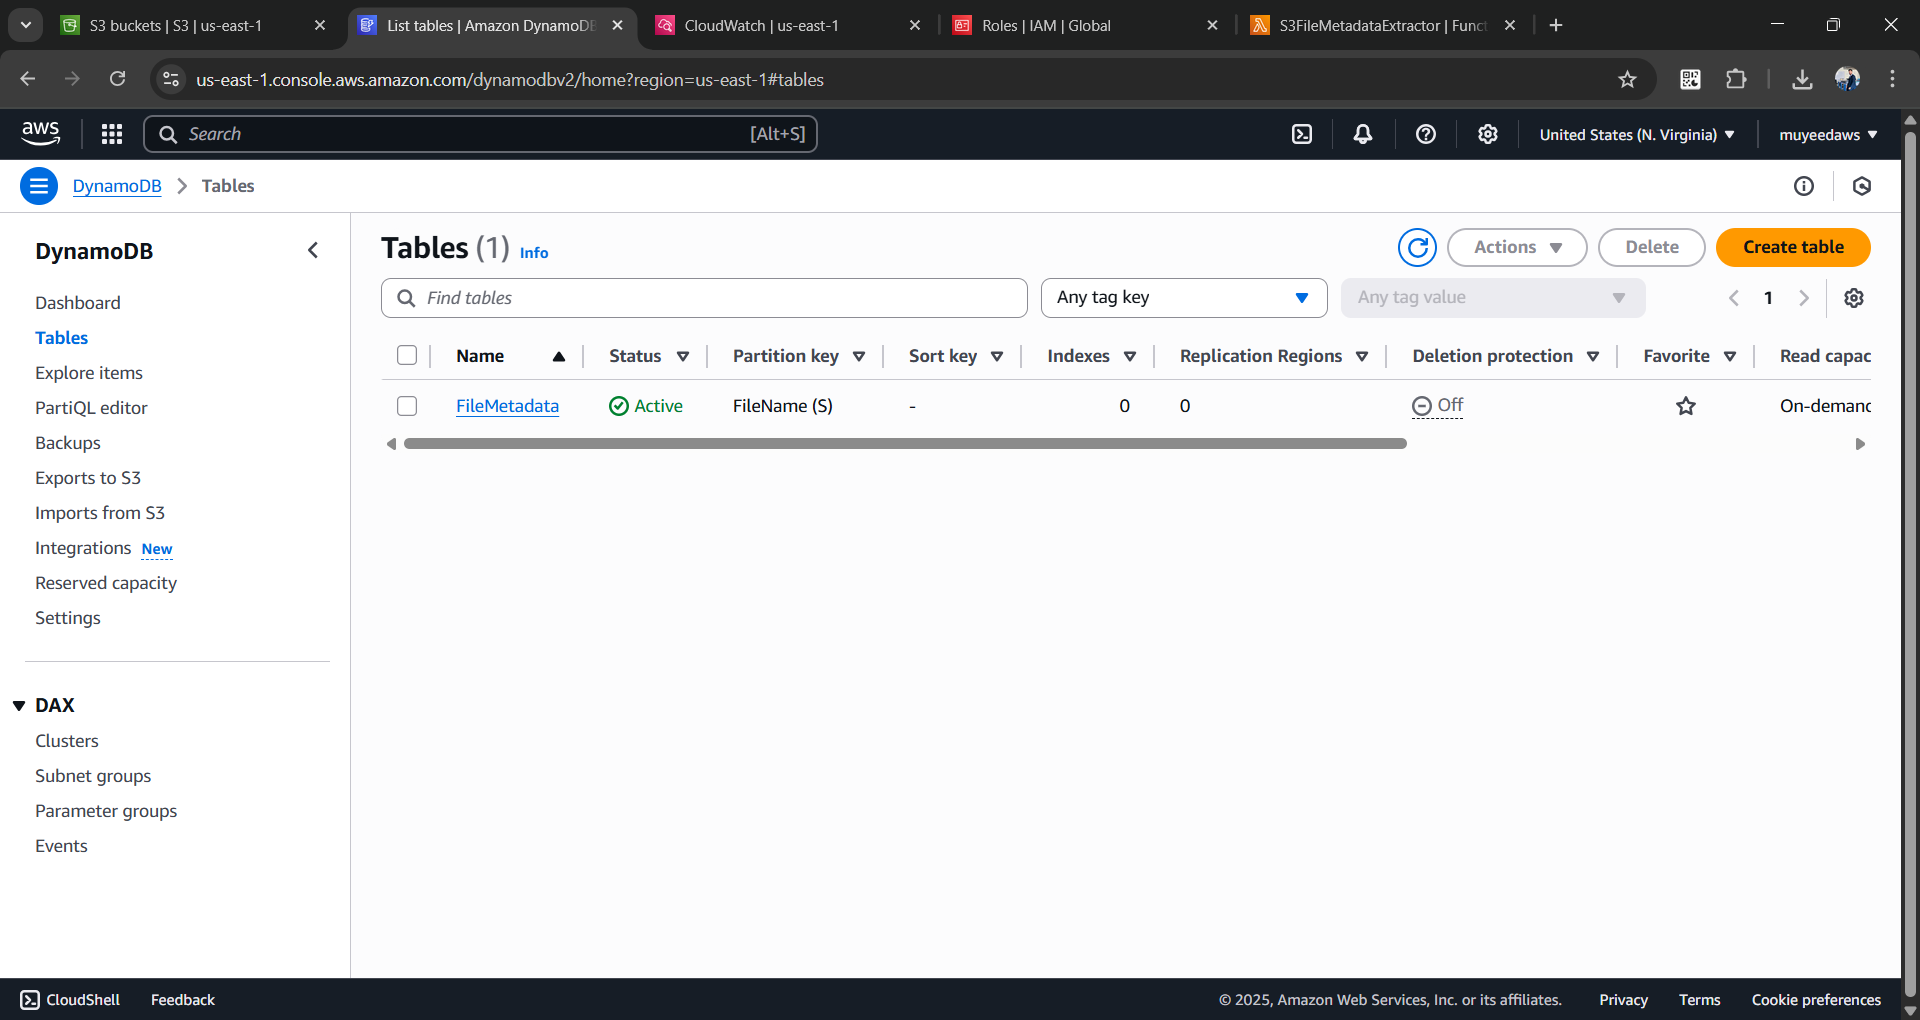 S3 buckets | S3 | us-east-1
List tables | Amazon DynamoDB
CloudWatch | us-east-1
Roles | IAM | Global
S3FileMetadataExtractor | Funct
us-east-1.console.aws.amazon.com/dynamodbv2/home?region=us-east-1#tables
aws
Search
[Alt+S]
United States (N. Virginia)
muyeedaws
DynamoDB
Tables
DynamoDB
Dashboard
Tables
Explore items
PartiQL editor
Backups
Exports to S3
Imports from S3
Integrations New
Reserved capacity
Settings
DAX
Clusters
Subnet groups
Parameter groups
Events
Tables (1) Info
Actions
Delete
Create table
Find tables
Any tag key
Any tag value
1
Name Status Partition key Sort key Indexes Replication Regions Deletion protection Favorite Read capac
FileMetadata Active FileName (S) - 0 0 Off On-demand
CloudShell Feedback
© 2025, Amazon Web Services, Inc. or its affiliates. Privacy Terms Cookie preferences